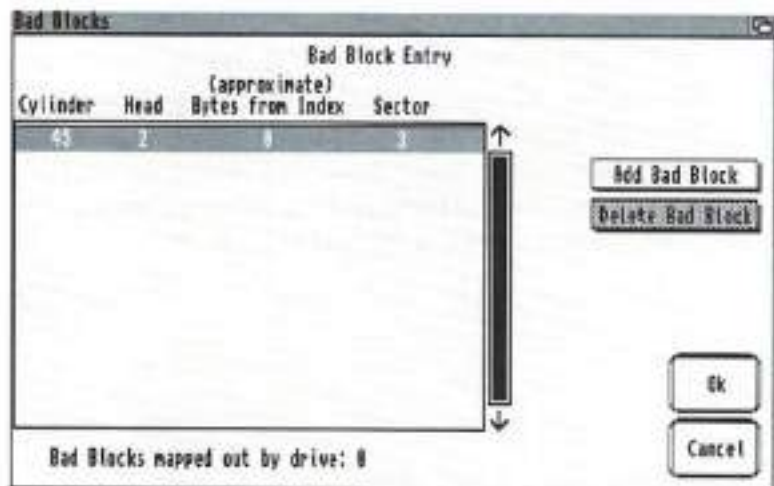 Bad Blocks
Bad Block Entry
(approximate)
Cylinder Head Bytes from Index Sector
45 2 0 3
Add Bad Block
Delete Bad Block
Ok
Cancel
Bad Blocks mapped out by drive: 0